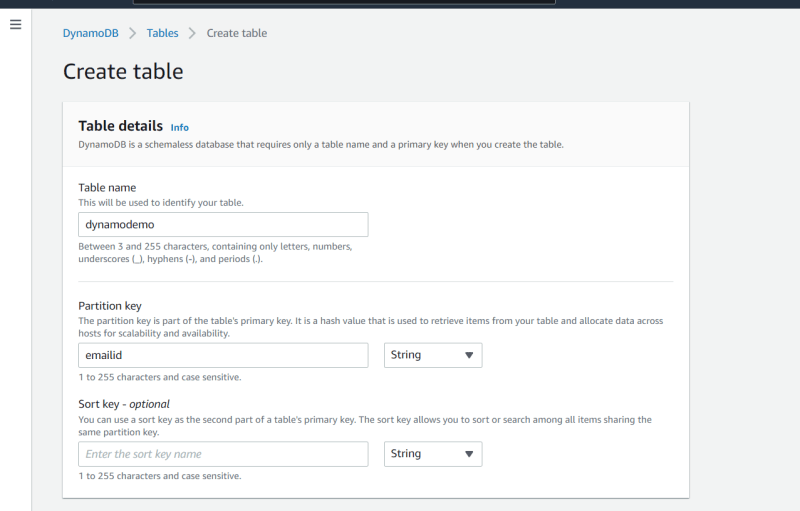 DynamoDB > Tables > Create table
Create table
Table details Info
DynamoDB is a schemaless database that requires only a table name and a primary key when you create the table.
Table name
This will be used to identify your table.
dynamodemo
Between 3 and 255 characters, containing only letters, numbers,
underscores (_), hyphens (-), and periods (.).
Partition key
The partition key is part of the table's primary key. It is a hash value that is used to retrieve items from your table and allocate data across
hosts for scalability and availability.
emailid String
1 to 255 characters and case sensitive.
Sort key - optional
You can use a sort key as the second part of a table's primary key. The sort key allows you to sort or search among all items sharing the
same partition key.
Enter the sort key name String
1 to 255 characters and case sensitive.